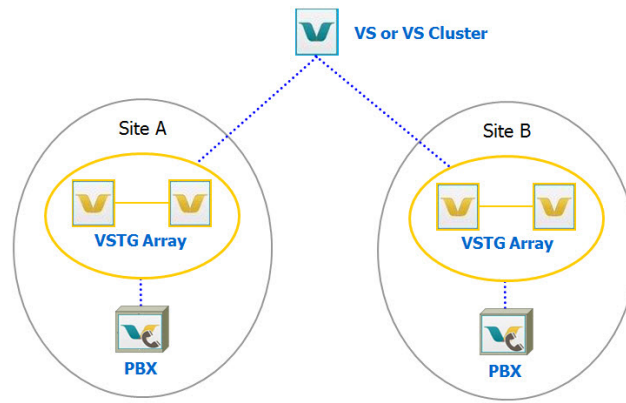 VS or VS Cluster
Site A
Site B
VSTG Array
VSTG Array
PBX
PBX